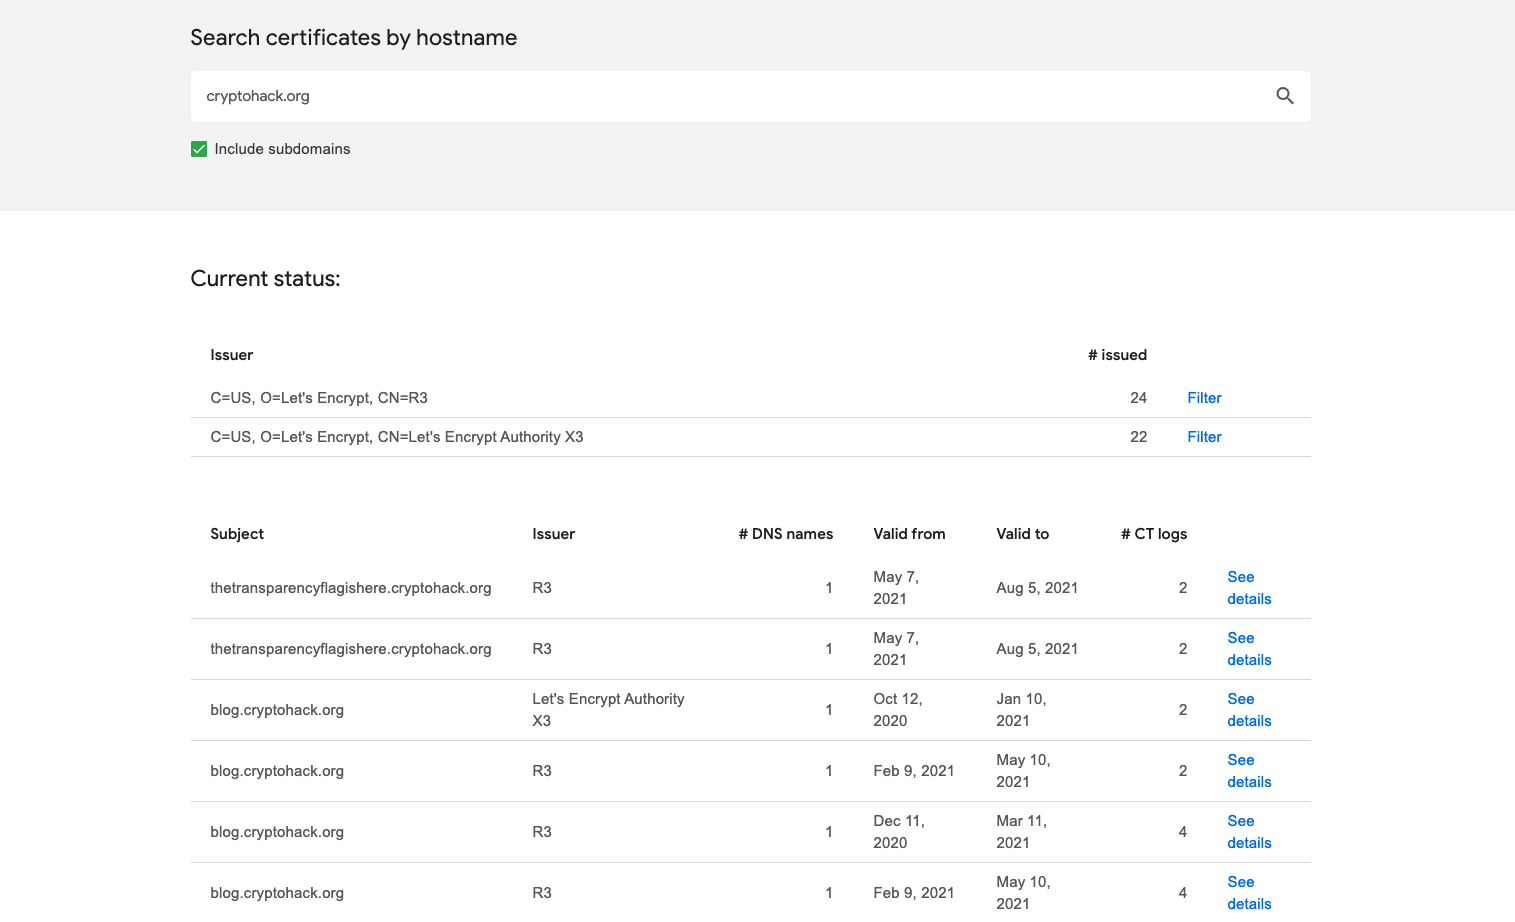 Search certificates by hostname
cryptohack.org
Include subdomains
Current status:
Issuer # issued
C=US, O=Let's Encrypt, CN=R3 24 Filter
C=US, O=Let's Encrypt, CN=Let's Encrypt Authority X3 22 Filter
Subject Issuer # DNS names Valid from Valid to # CT logs
thetransparencyflagishere.cryptohack.org R3 1 May 7, 2021 Aug 5, 2021 2 See details
thetransparencyflagishere.cryptohack.org R3 1 May 7, 2021 Aug 5, 2021 2 See details
blog.cryptohack.org Let's Encrypt Authority X3 1 Oct 12, 2020 Jan 10, 2021 2 See details
blog.cryptohack.org R3 1 Feb 9, 2021 May 10, 2021 2 See details
blog.cryptohack.org R3 1 Dec 11, 2020 Mar 11, 2021 4 See details
blog.cryptohack.org R3 1 Feb 9, 2021 May 10, 2021 4 See details